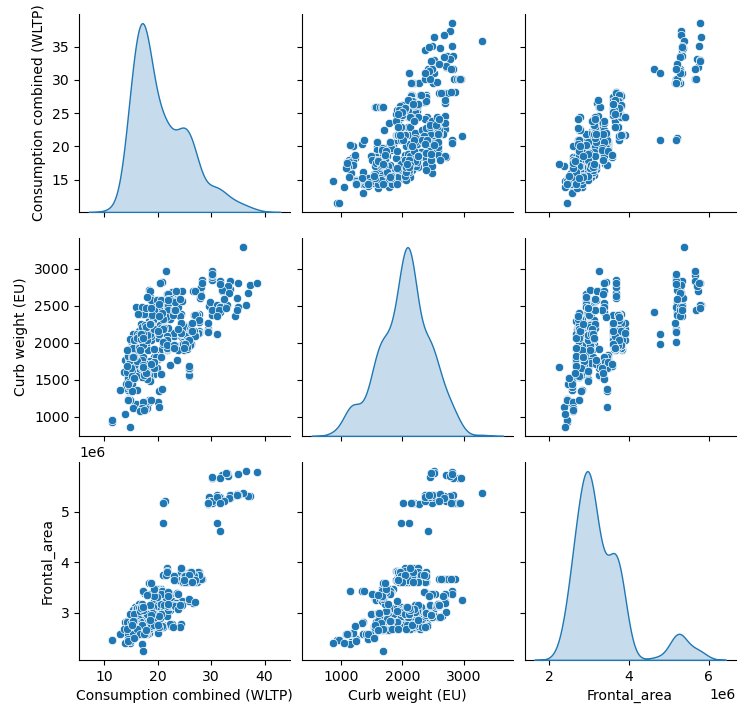 Consumption combined (WLTP)
35
30
25
20
15
Curb weight (EU)
3000
2500
2000
1500
1000
1e6
Frontal_area
5
4
3
10
20
30
40
Consumption combined (WLTP)
1000
2000
3000
Curb weight (EU)
2
4
6
1e6
Frontal_area